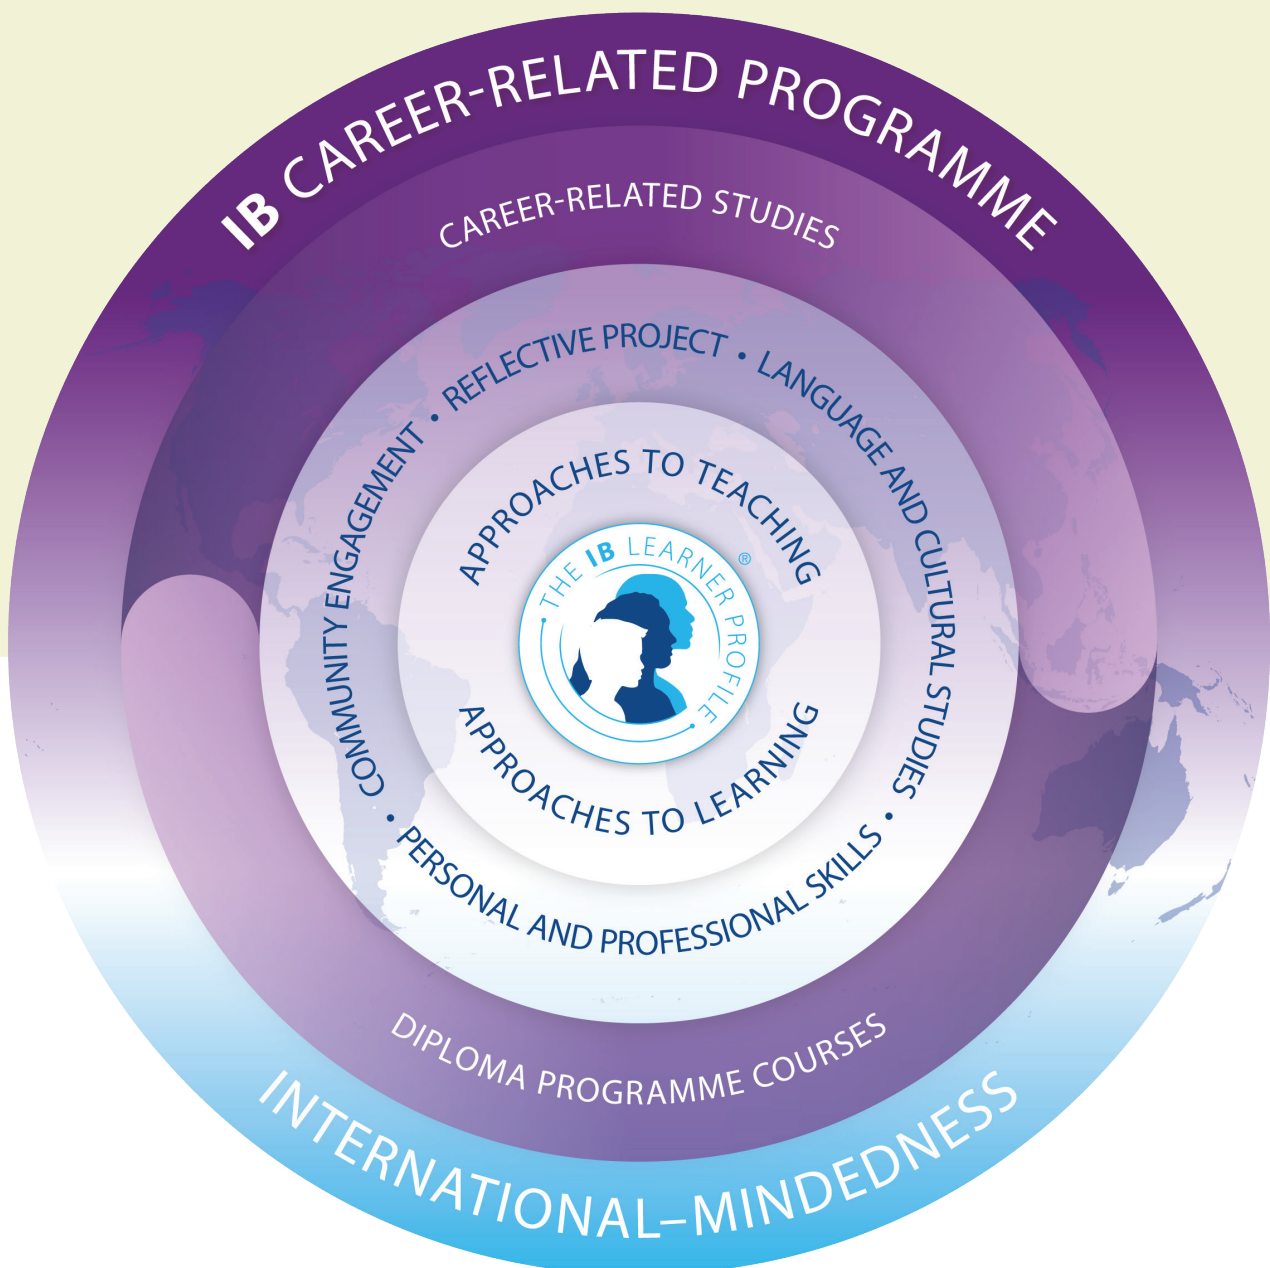 IB CAREER-RELATED PROGRAMME
CAREER-RELATED STUDIES
COMMUNITY ENGAGEMENT • REFLECTIVE PROJECT • LANGUAGE AND CULTURAL STUDIES • PERSONAL AND PROFESSIONAL SKILLS •
APPROACHES TO TEACHING
THE IB LEARNER PROFILE ®
APPROACHES TO LEARNING
DIPLOMA PROGRAMME COURSES
INTERNATIONAL–MINDEDNESS